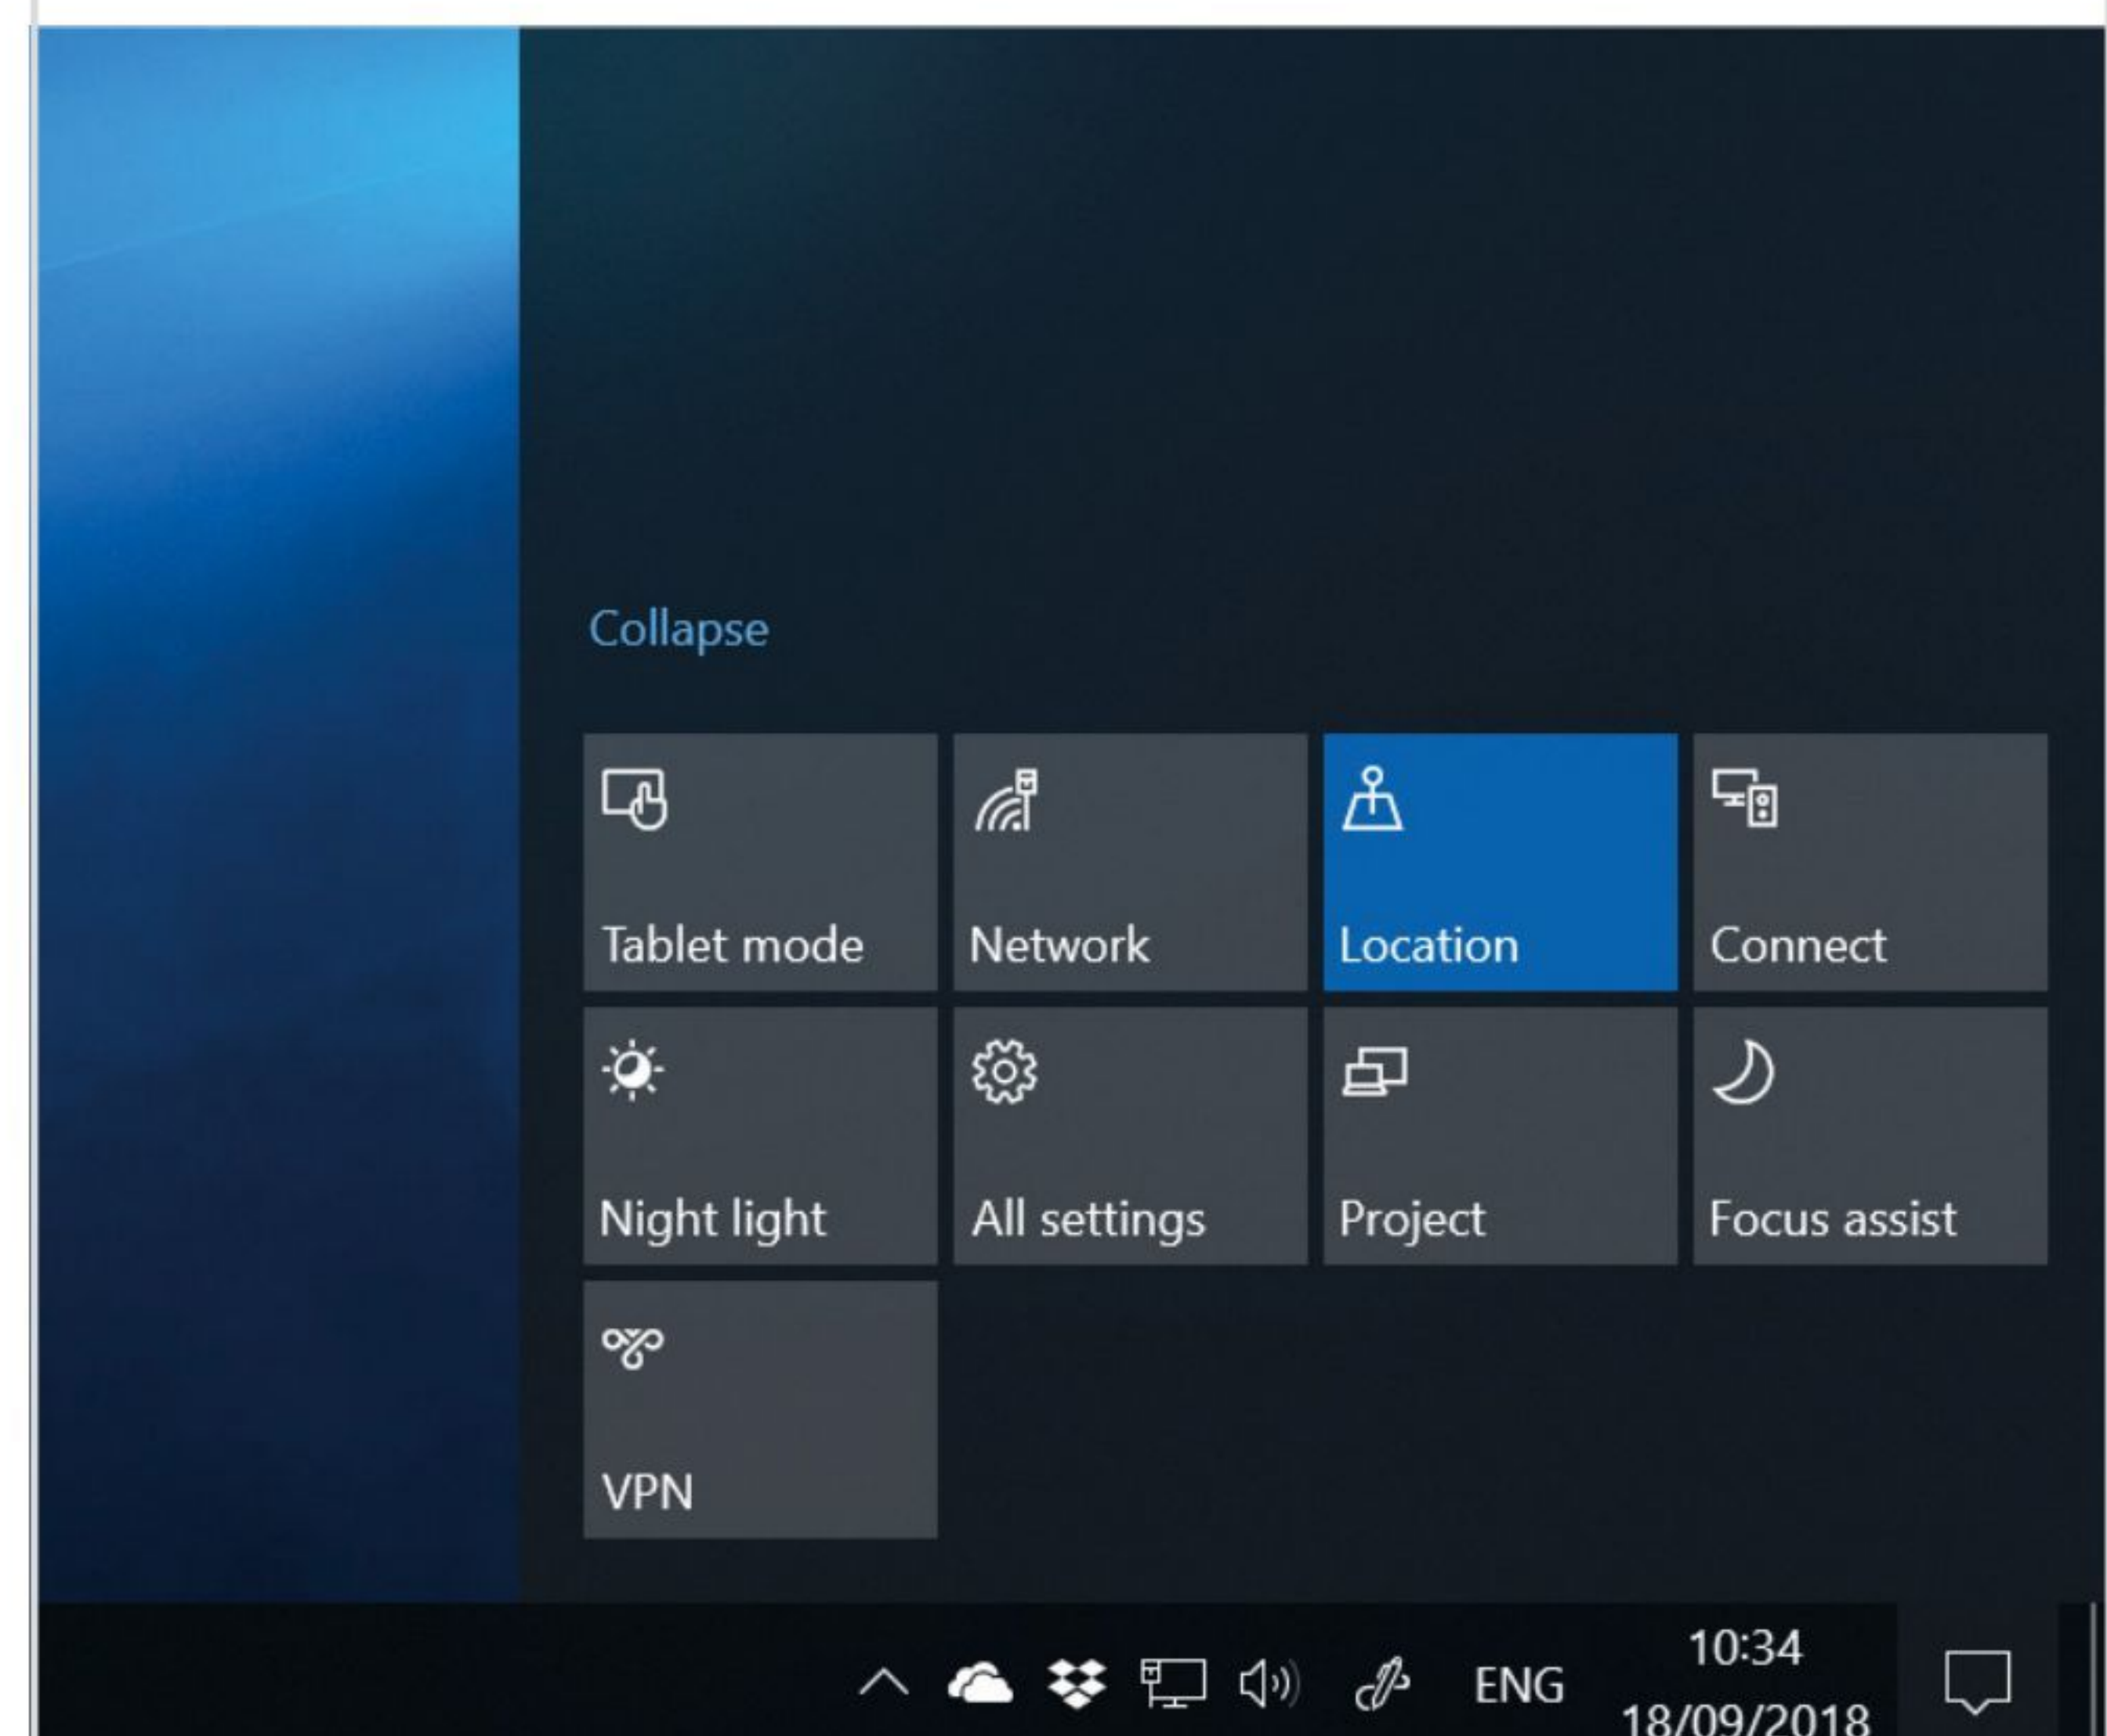 Collapse
Tablet mode
Network
Location
Connect
Night light
All settings
Project
Focus assist
VPN
ENG
10:34
18/09/2018